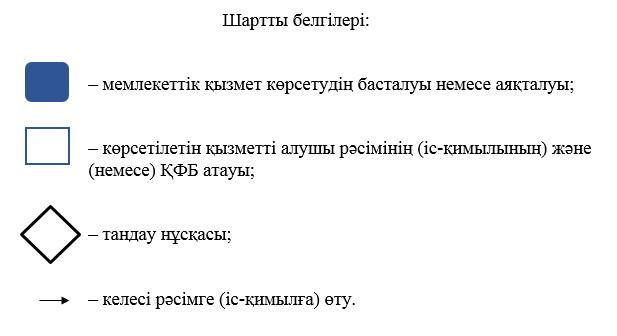 Шартты белгілері:
– мемлекеттік қызмет көрсетудің басталуы немесе аяқталуы;
– көрсетілетін қызметті алушы рәсімінің (іс-қимылының) және
(немесе) ҚФБ атауы;
– таңдау нұсқасы;
– келесі рәсімге (іс-қимылға) өту.